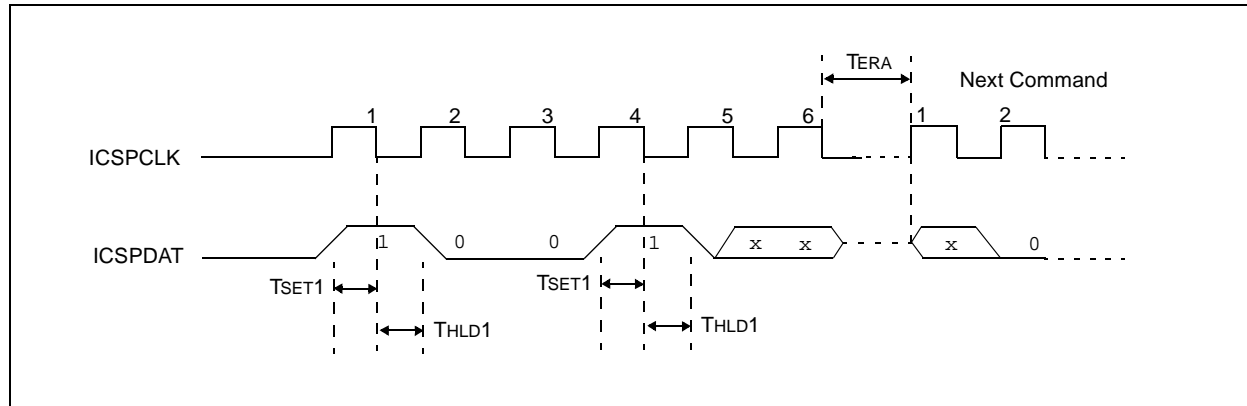 TERA
Next Command
1 2 3 4 5 6 1 2
ICSPCLK
1 0 0 1 x x x 0
ICSPDAT
TSET1 TSET1
THLD1 THLD1